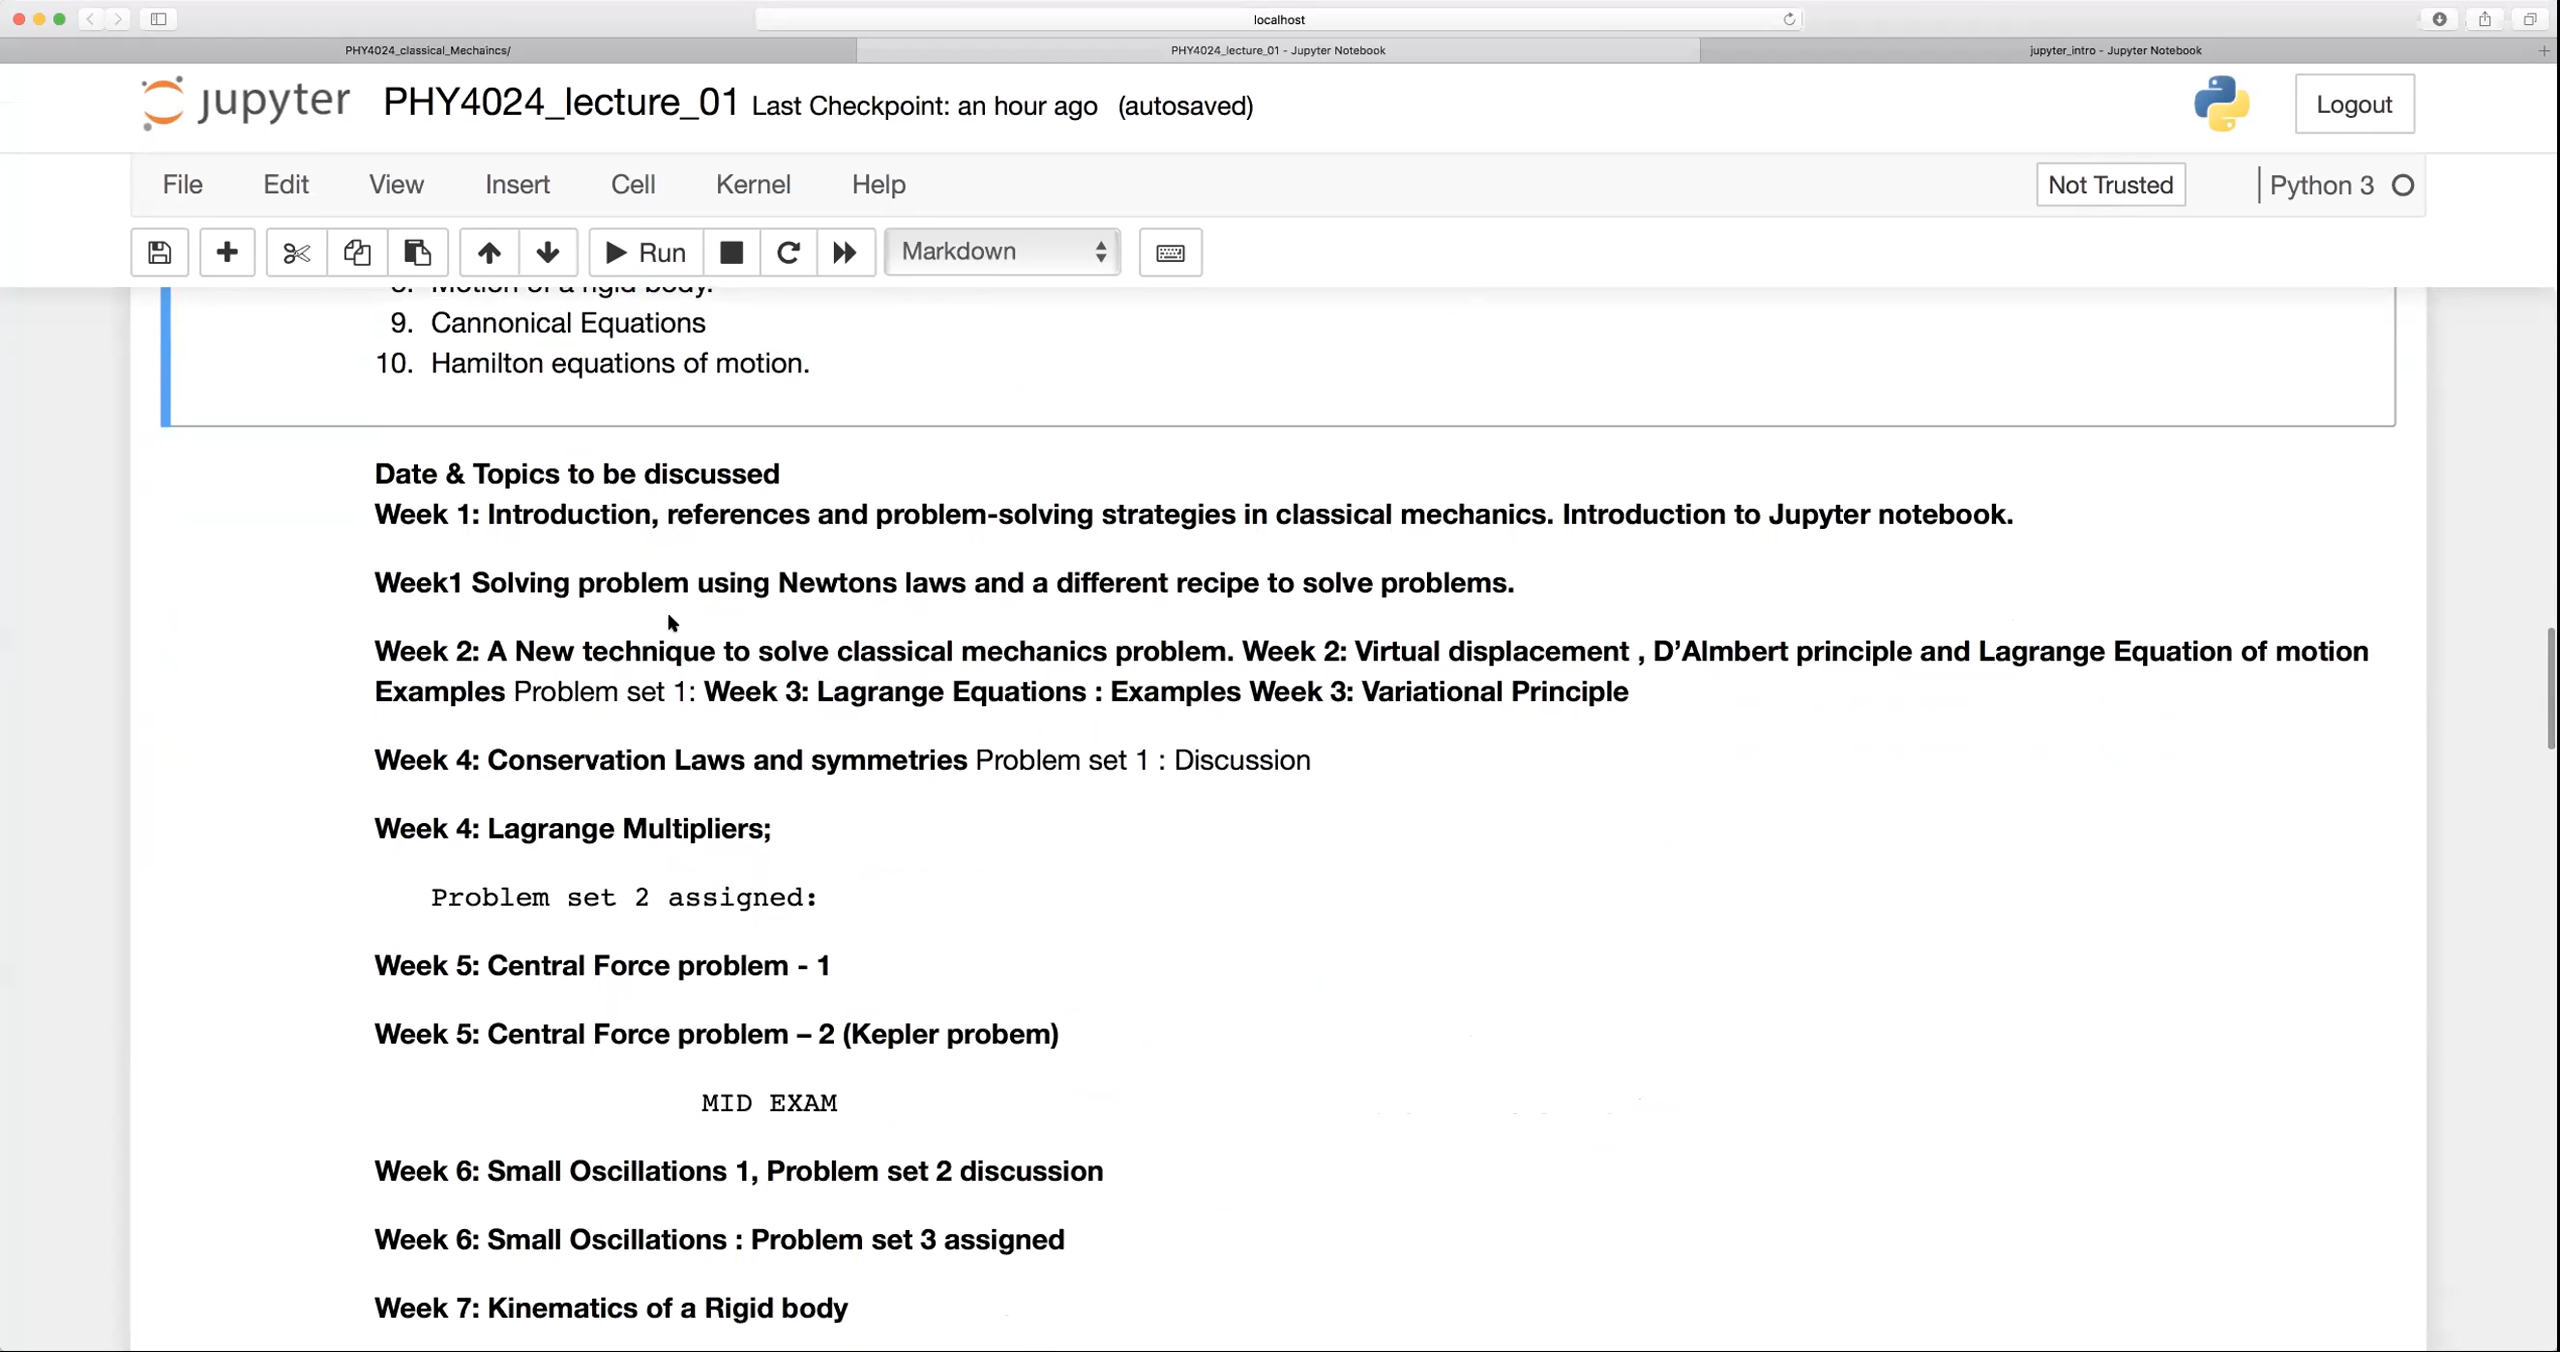 localhost
PHY4024_classical_Mechaincs/
PHY4024_lecture_01 - Jupyter Notebook
jupyter_intro - Jupyter Notebook
jupyter PHY4024_lecture_01 Last Checkpoint: an hour ago (autosaved)
Logout
File Edit View Insert Cell Kernel Help
Not Trusted
Python 3
Run
Markdown
8. Motion of a rigid body.
9. Cannonical Equations
10. Hamilton equations of motion.
Date & Topics to be discussed
Week 1: Introduction, references and problem-solving strategies in classical mechanics. Introduction to Jupyter notebook.
Week1 Solving problem using Newtons laws and a different recipe to solve problems.
Week 2: A New technique to solve classical mechanics problem. Week 2: Virtual displacement , D’Almbert principle and Lagrange Equation of motion
Examples Problem set 1: Week 3: Lagrange Equations : Examples Week 3: Variational Principle
Week 4: Conservation Laws and symmetries Problem set 1 : Discussion
Week 4: Lagrange Multipliers;
Problem set 2 assigned:
Week 5: Central Force problem - 1
Week 5: Central Force problem – 2 (Kepler probem)
MID EXAM
Week 6: Small Oscillations 1, Problem set 2 discussion
Week 6: Small Oscillations : Problem set 3 assigned
Week 7: Kinematics of a Rigid body